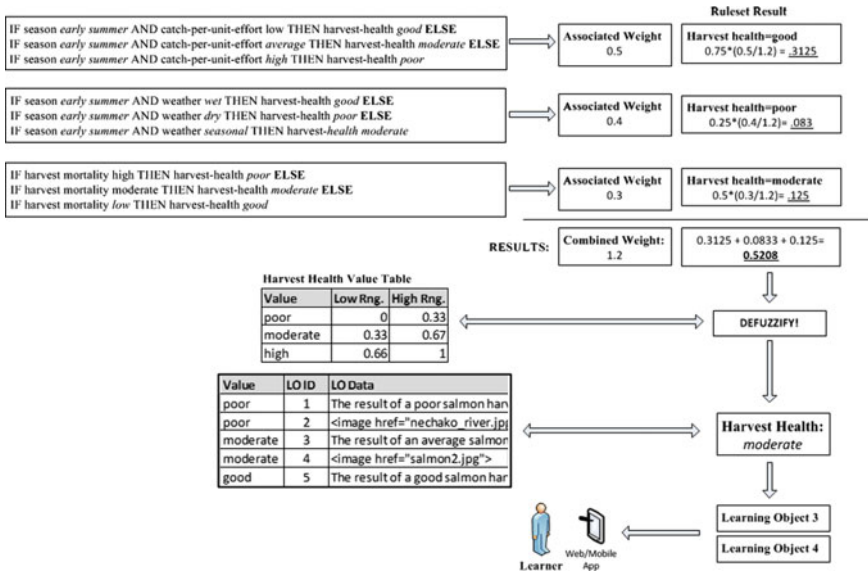 Ruleset Result
IF season early summer AND catch-per-unit-effort low THEN harvest-health good ELSE
IF season early summer AND catch-per-unit-effort average THEN harvest-health moderate ELSE
IF season early summer AND catch-per-unit-effort high THEN harvest-health poor
Associated Weight
0.5
Harvest health=good
0.75*(0.5/1.2)= .3125
IF season early summer AND weather wet THEN harvest-health good ELSE
IF season early summer AND weather dry THEN harvest-health poor ELSE
IF season early summer AND weather seasonal THEN harvest-health moderate
Associated Weight
0.4
Harvest health=poor
0.25*(0.4/1.2)= .083
IF harvest mortality high THEN harvest-health poor ELSE
IF harvest mortality moderate THEN harvest-health moderate ELSE
IF harvest mortality low THEN harvest-health good
Associated Weight
0.3
Harvest health=moderate
0.5*(0.3/1.2)= .125
RESULTS:
Combined Weight:
1.2
0.3125 + 0.0833 + 0.125=
0.5208
Harvest Health Value Table
Value Low Rng. High Rng.
poor 0 0.33
moderate 0.33 0.67
high 0.66 1
DEFUZZIFY!
Value LO ID LO Data
poor 1 The result of a poor salmon har
poor 2 <image href="nechako_river.jp
moderate 3 The result of an average salmon
moderate 4 <image href="salmon2.jpg">
good 5 The result of a good salmon har
Harvest Health:
moderate
Learning Object 3
Learning Object 4
Learner
Web/Mobile
App